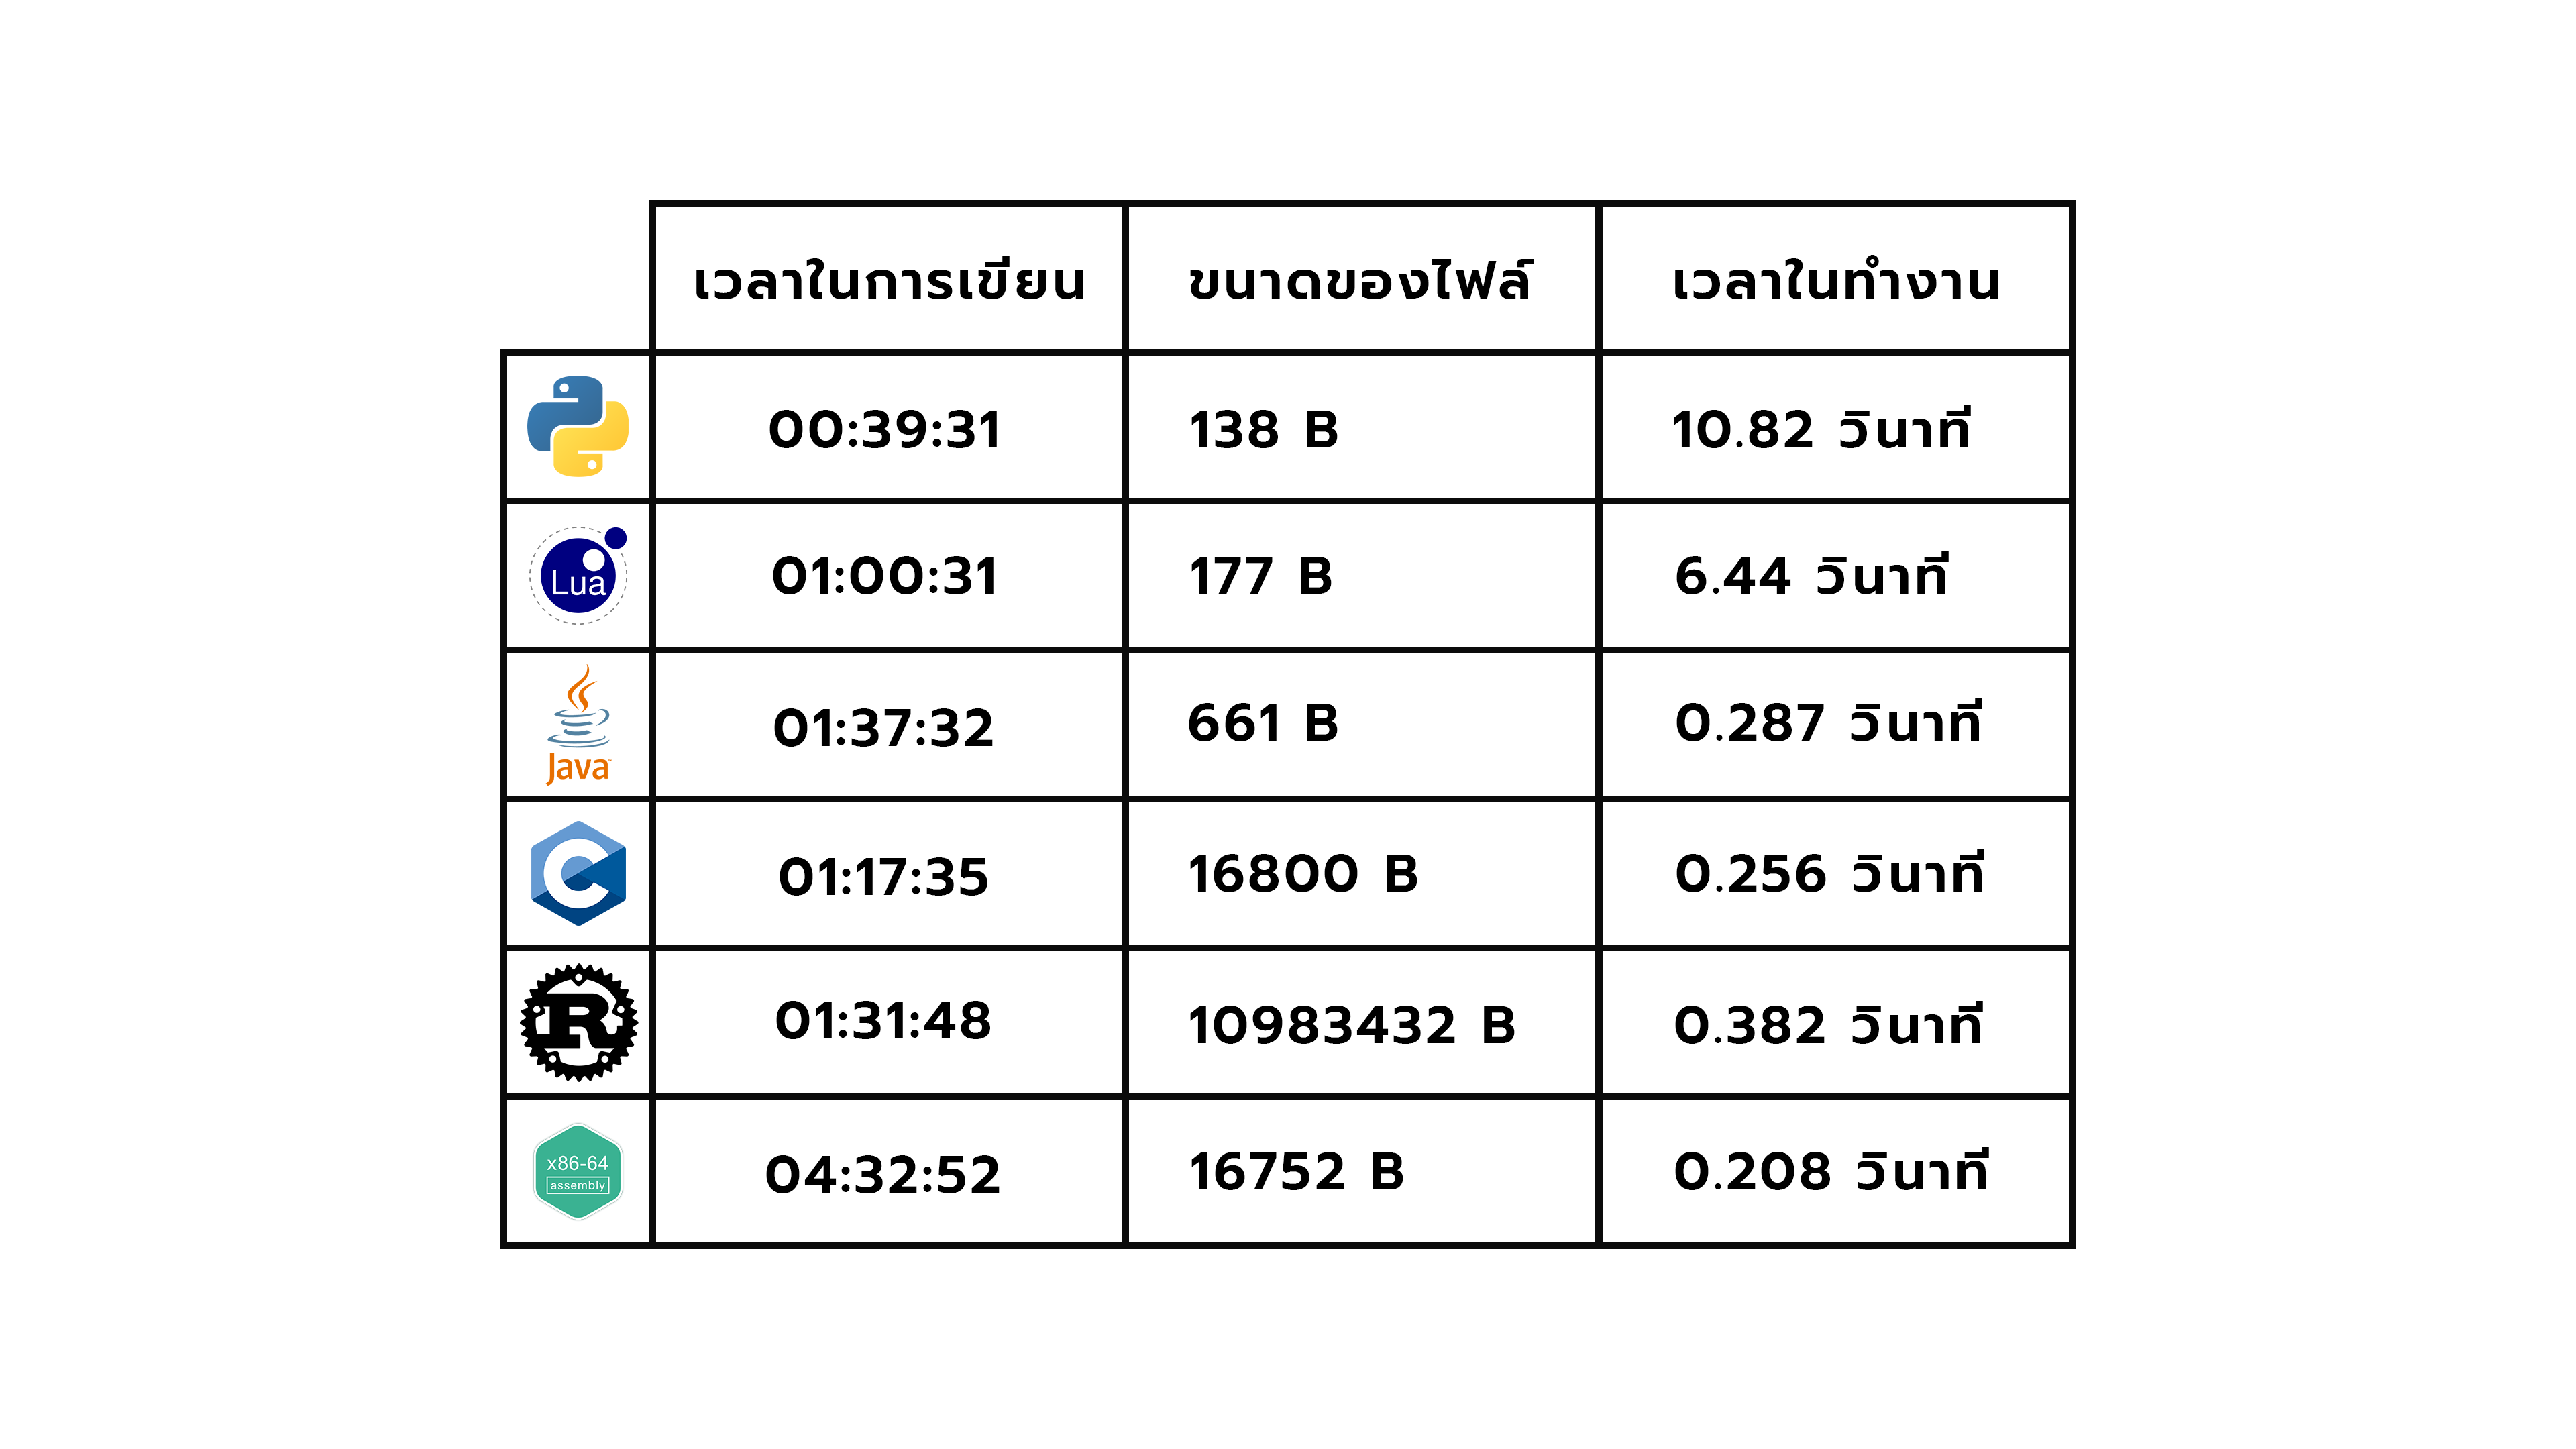 เวลาในการเขียน ขนาดของไฟล์ เวลาในทำงาน
00:39:31 138 B 10.82 วินาที
Lua 01:00:31 177 B 6.44 วินาที
Java 01:37:32 661 B 0.287 วินาที
C 01:17:35 16800 B 0.256 วินาที
R 01:31:48 10983432 B 0.382 วินาที
x86-64
assembly 04:32:52 16752 B 0.208 วินาที